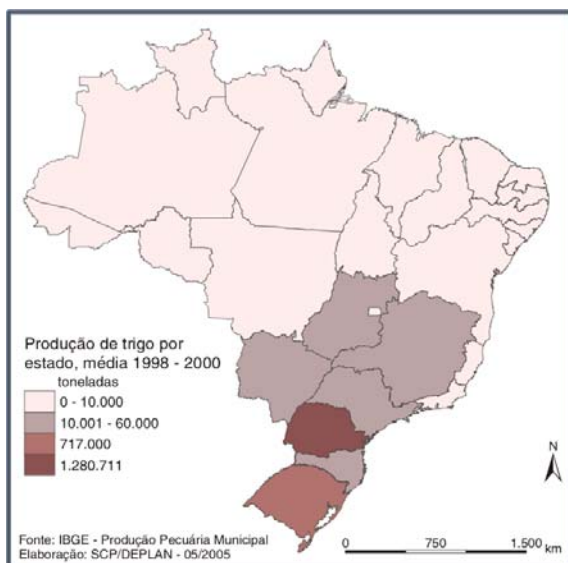 Produção de trigo por
estado, média 1998 - 2000
toneladas
0 - 10.000
10.001 - 60.000
717.000
1.280.711
N
Fonte: IBGE - Produção Pecuária Municipal
Elaboração: SCP/DEPLAN - 05/2005
0 750 1.500 km